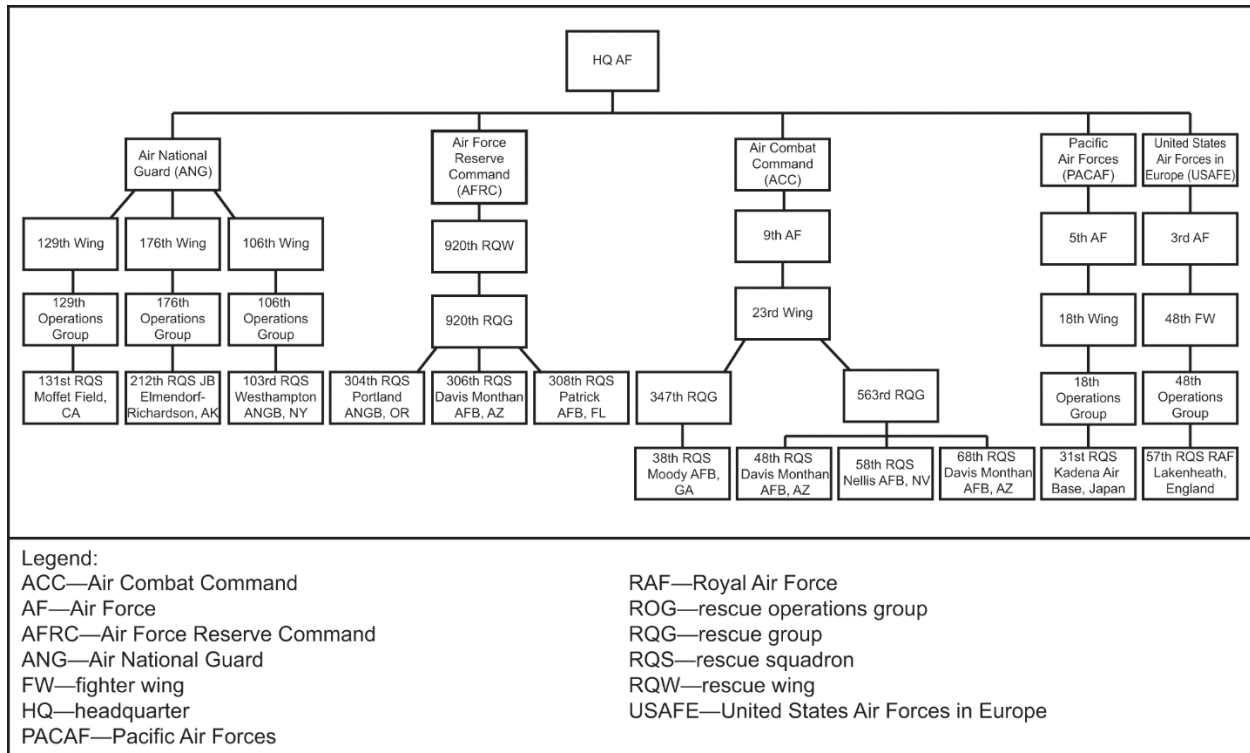 HQ AF
Air National
Guard (ANG)
Air Force
Reserve
Command
(AFRC)
Air Combat
Command
(ACC)
Pacific
Air Forces
(PACAF)
United States
Air Forces in
Europe (USAFE)
129th Wing
176th Wing
106th Wing
920th RQW
9th AF
5th AF
3rd AF
129th
Operations
Group
176th
Operations
Group
106th
Operations
Group
920th RQG
23rd Wing
18th Wing
48th FW
131st RQS
Moffet Field,
CA
212th RQS JB
Elmendorf-
Richardson, AK
103rd RQS
Westhampton
ANGB, NY
304th RQS
Portland
ANGB, OR
306th RQS
Davis Monthan
AFB, AZ
308th RQS
Patrick
AFB, FL
347th RQG
563rd RQG
18th
Operations
Group
48th
Operations
Group
38th RQS
Moody AFB,
GA
48th RQS
Davis Monthan
AFB, AZ
58th RQS
Nellis AFB, NV
68th RQS
Davis Monthan
AFB, AZ
31st RQS
Kadena Air
Base, Japan
57th RQS RAF
Lakenheath,
England
Legend:
ACC—Air Combat Command
AF—Air Force
AFRC—Air Force Reserve Command
ANG—Air National Guard
FW—fighter wing
HQ—headquarter
PACAF—Pacific Air Forces
RAF—Royal Air Force
ROG—rescue operations group
RQG—rescue group
RQS—rescue squadron
RQW—rescue wing
USAFE—United States Air Forces in Europe